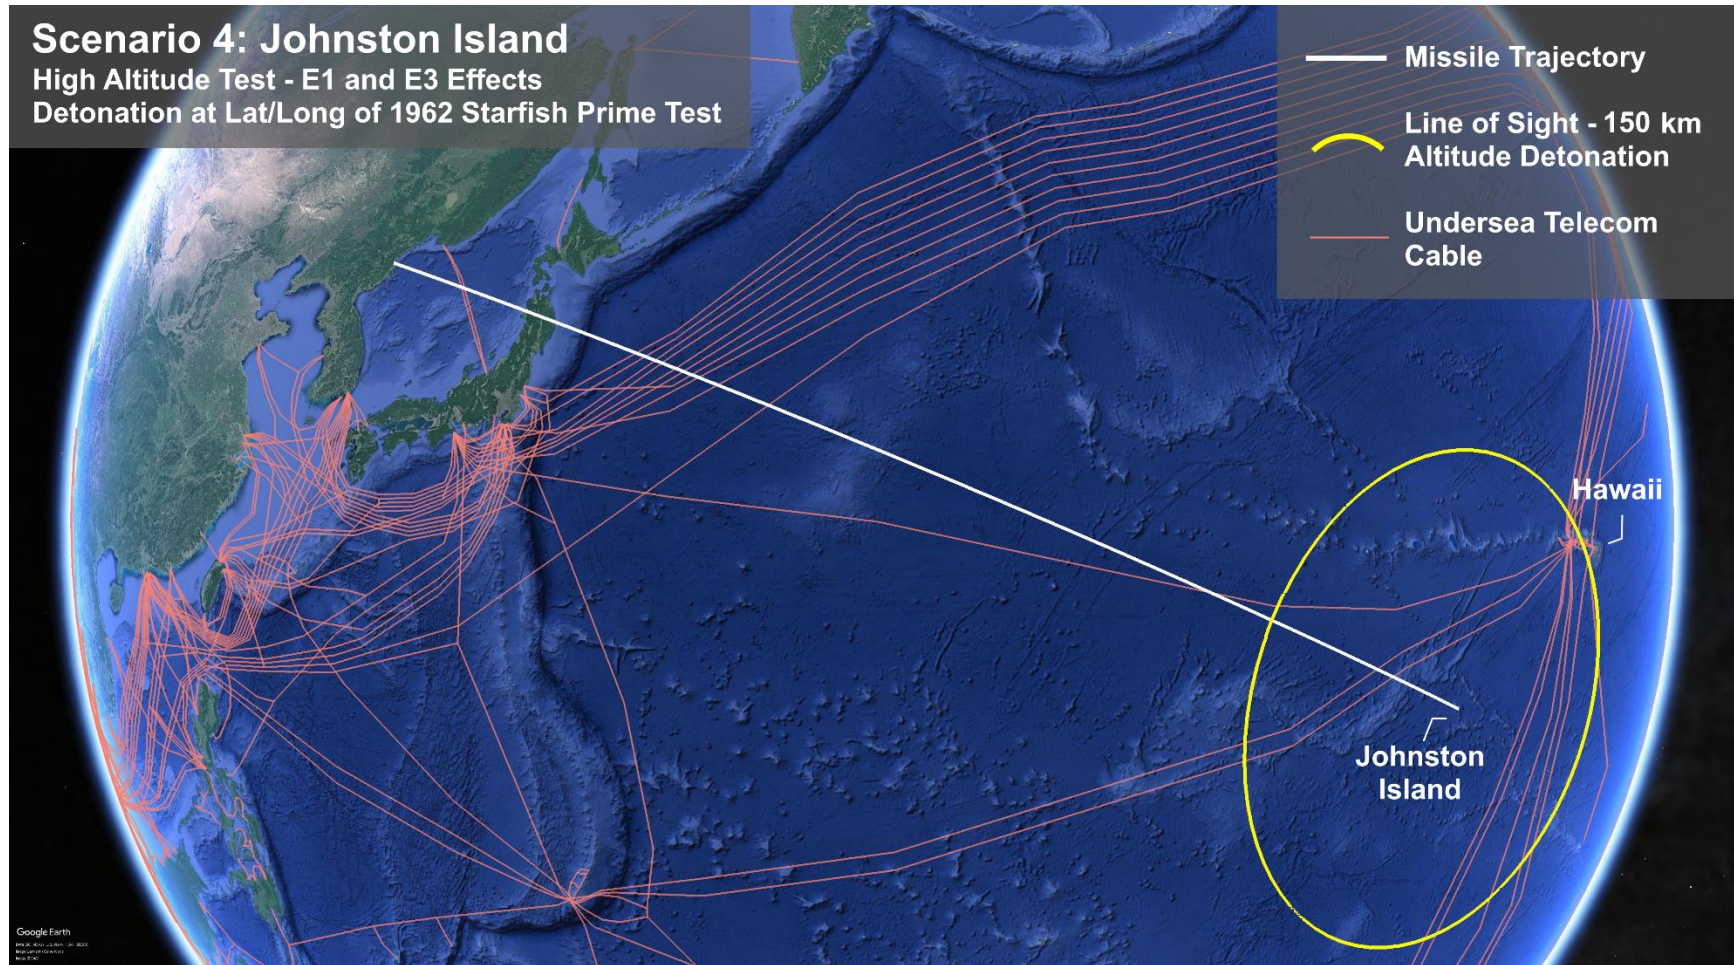 Scenario 4: Johnston Island
High Altitude Test - E1 and E3 Effects
Detonation at Lat/Long of 1962 Starfish Prime Test
Missile Trajectory
Line of Sight - 150 km
Altitude Detonation
Undersea Telecom
Cable
Hawaii
Johnston
Island
Google Earth